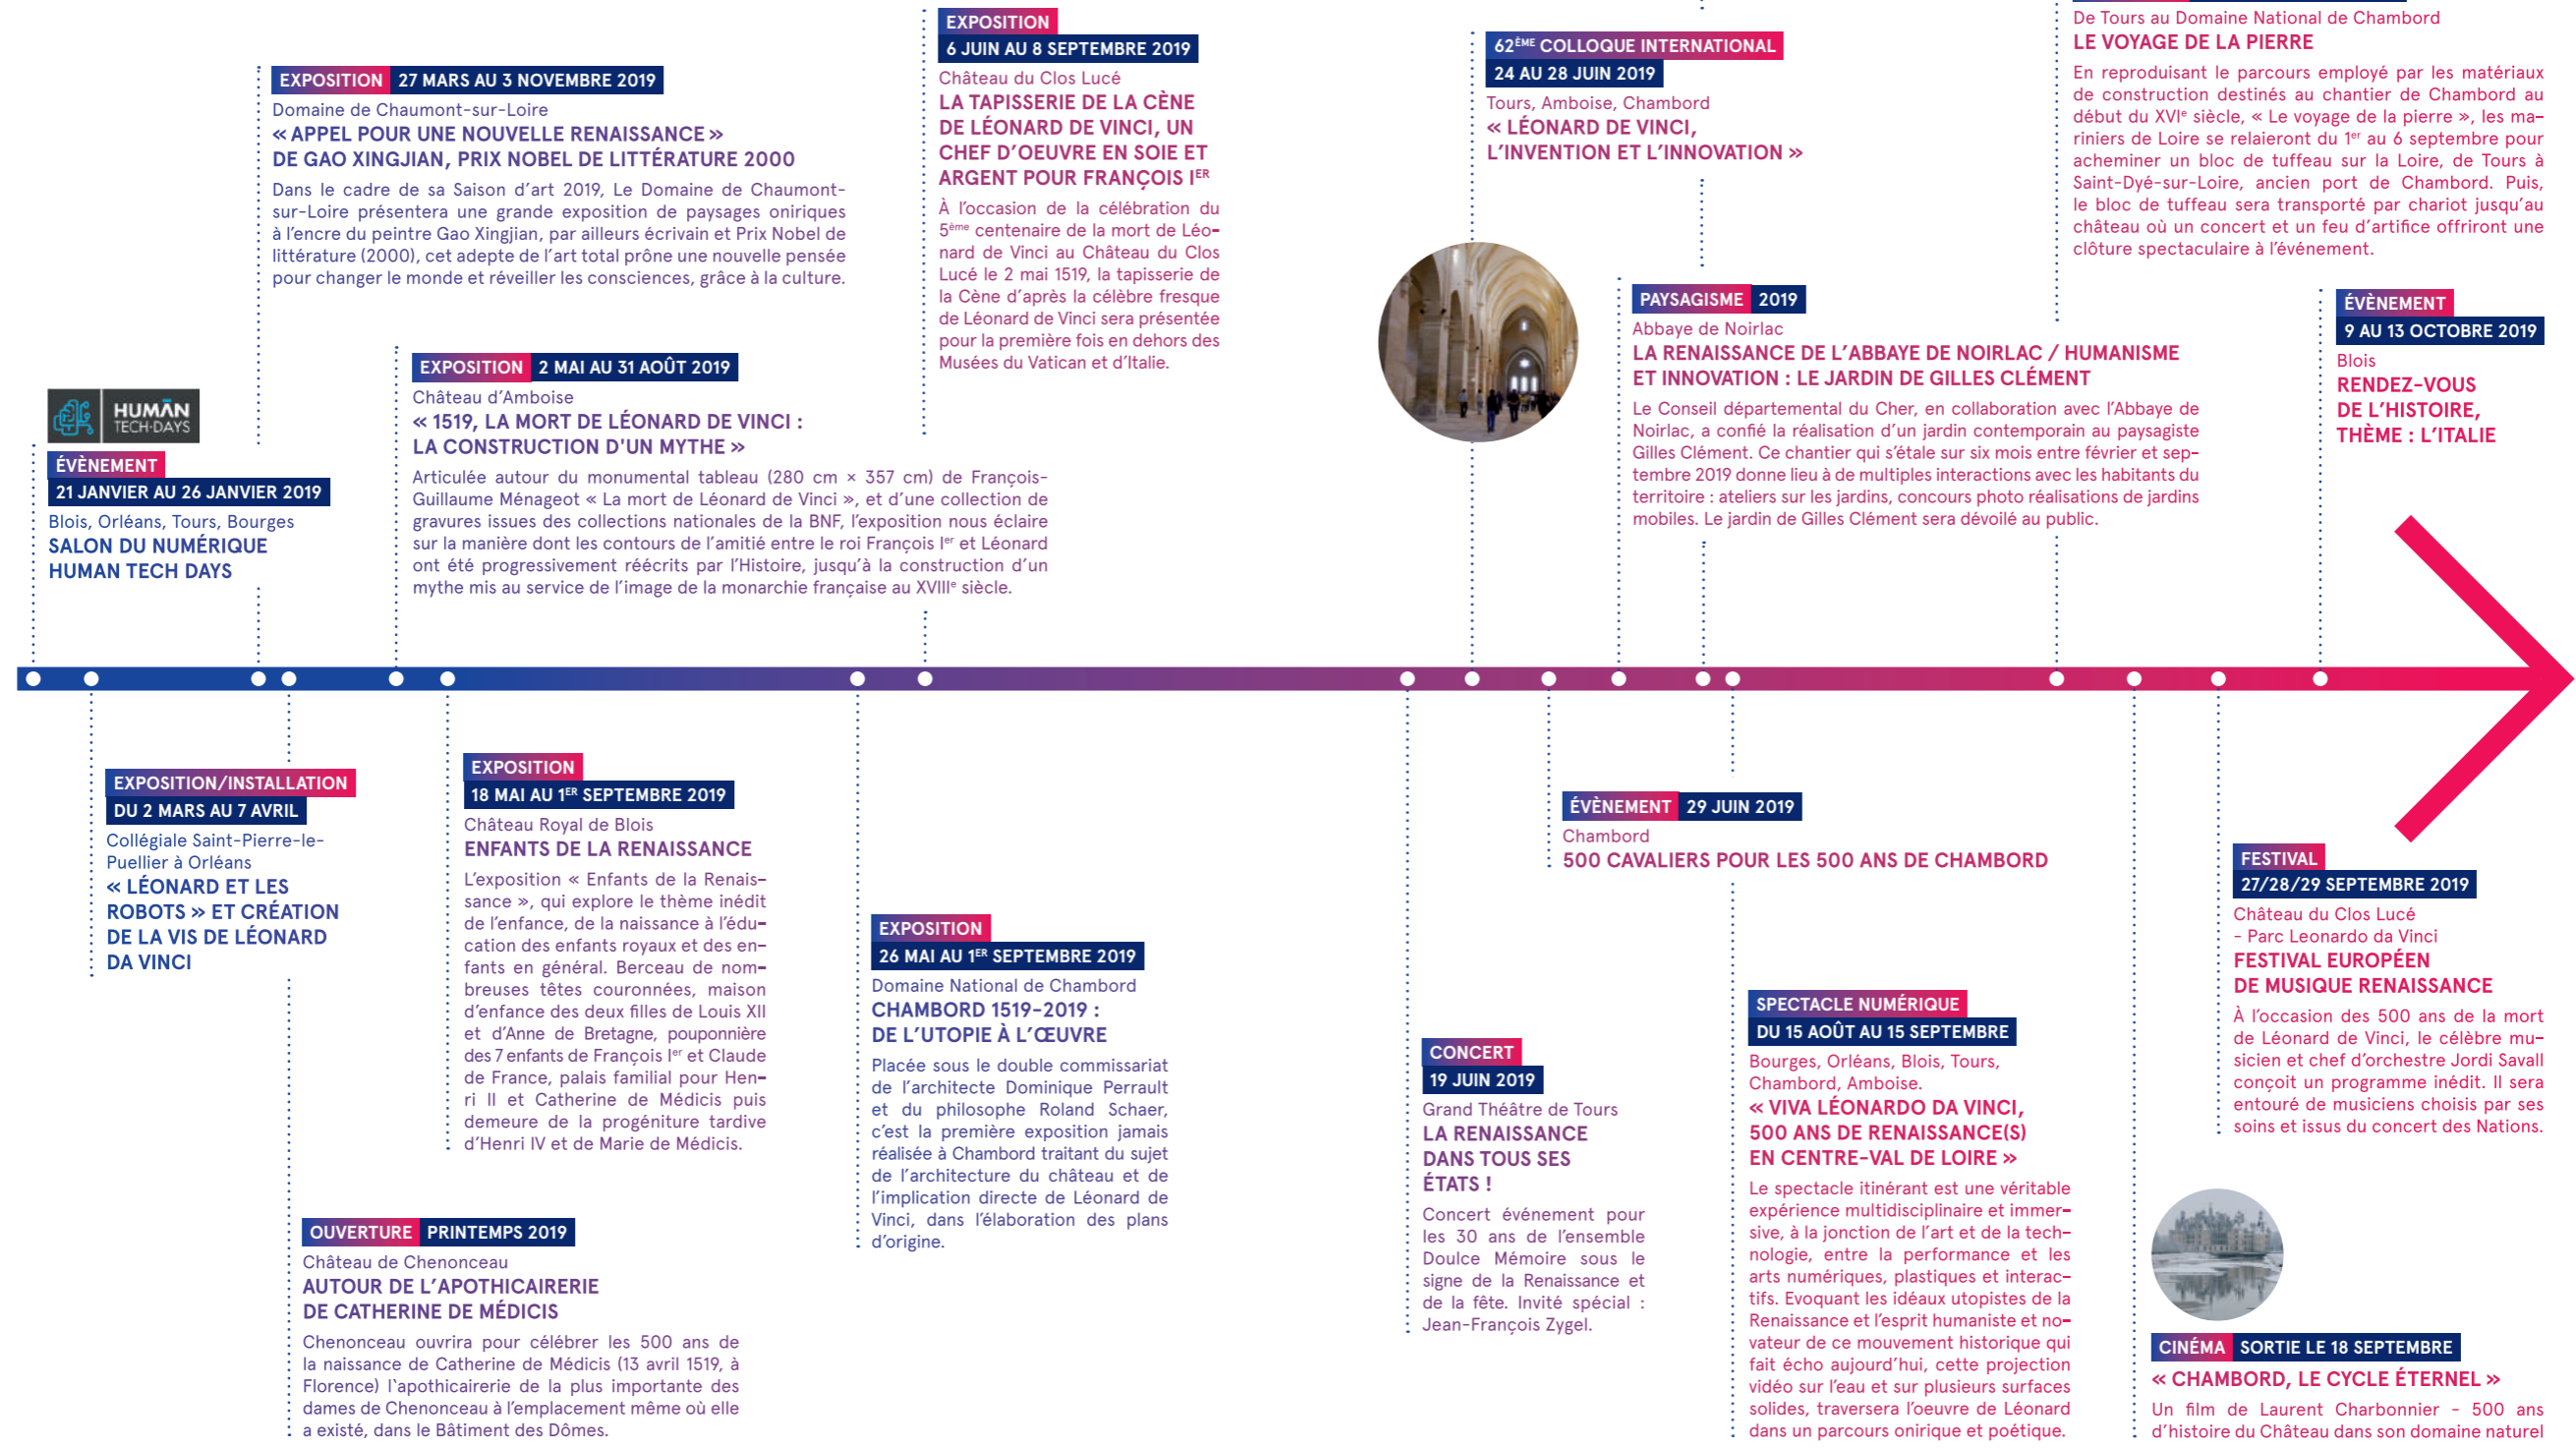 EXPOSITION 27 MARS AU 3 NOVEMBRE 2019
Domaine de Chaumont-sur-Loire
« APPEL POUR UNE NOUVELLE RENAISSANCE »
DE GAO XINGJIAN, PRIX NOBEL DE LITTÉRATURE 2000
Dans le cadre de sa Saison d’art 2019, Le Domaine de Chaumont-
sur-Loire présentera une grande exposition de paysages oniriques
à l’encre du peintre Gao Xingjian, par ailleurs écrivain et Prix Nobel de
littérature (2000), cet adepte de l’art total prône une nouvelle pensée
pour changer le monde et réveiller les consciences, grâce à la culture.
EXPOSITION
6 JUIN AU 8 SEPTEMBRE 2019
Château du Clos Lucé
LA TAPISSERIE DE LA CÈNE
DE LÉONARD DE VINCI, UN
CHEF D’OEUVRE EN SOIE ET
ARGENT POUR FRANÇOIS IER
À l’occasion de la célébration du
5ème centenaire de la mort de Léo-
nard de Vinci au Château du Clos
Lucé le 2 mai 1519, la tapisserie de
la Cène d’après la célèbre fresque
de Léonard de Vinci sera présentée
pour la première fois en dehors des
Musées du Vatican et d’Italie.
62ÈME COLLOQUE INTERNATIONAL
24 AU 28 JUIN 2019
Tours, Amboise, Chambord
« LÉONARD DE VINCI,
L’INVENTION ET L’INNOVATION »
De Tours au Domaine National de Chambord
LE VOYAGE DE LA PIERRE
En reproduisant le parcours employé par les matériaux
de construction destinés au chantier de Chambord au
début du XVIe siècle, « Le voyage de la pierre », les ma-
riniers de Loire se relaieront du 1er au 6 septembre pour
acheminer un bloc de tuffeau sur la Loire, de Tours à
Saint-Dyé-sur-Loire, ancien port de Chambord. Puis,
le bloc de tuffeau sera transporté par chariot jusqu’au
château où un concert et un feu d’artifice offriront une
clôture spectaculaire à l’événement.
HUMAN
TECH·DAYS
ÉVÈNEMENT
21 JANVIER AU 26 JANVIER 2019
Blois, Orléans, Tours, Bourges
SALON DU NUMÉRIQUE
HUMAN TECH DAYS
EXPOSITION 2 MAI AU 31 AOÛT 2019
Château d’Amboise
« 1519, LA MORT DE LÉONARD DE VINCI :
LA CONSTRUCTION D'UN MYTHE »
Articulée autour du monumental tableau (280 cm × 357 cm) de François-
Guillaume Ménageot « La mort de Léonard de Vinci », et d’une collection de
gravures issues des collections nationales de la BNF, l’exposition nous éclaire
sur la manière dont les contours de l’amitié entre le roi François Ier et Léonard
ont été progressivement réécrits par l’Histoire, jusqu’à la construction d’un
mythe mis au service de l’image de la monarchie française au XVIIIe siècle.
PAYSAGISME 2019
Abbaye de Noirlac
LA RENAISSANCE DE L’ABBAYE DE NOIRLAC / HUMANISME
ET INNOVATION : LE JARDIN DE GILLES CLÉMENT
Le Conseil départemental du Cher, en collaboration avec l’Abbaye de
Noirlac, a confié la réalisation d’un jardin contemporain au paysagiste
Gilles Clément. Ce chantier qui s’étale sur six mois entre février et sep-
tembre 2019 donne lieu à de multiples interactions avec les habitants du
territoire : ateliers sur les jardins, concours photo réalisations de jardins
mobiles. Le jardin de Gilles Clément sera dévoilé au public.
ÉVÈNEMENT
9 AU 13 OCTOBRE 2019
Blois
RENDEZ-VOUS
DE L’HISTOIRE,
THÈME : L’ITALIE
EXPOSITION/INSTALLATION
DU 2 MARS AU 7 AVRIL
Collégiale Saint-Pierre-le-
Puellier à Orléans
« LÉONARD ET LES
ROBOTS » ET CRÉATION
DE LA VIS DE LÉONARD
DA VINCI
OUVERTURE PRINTEMPS 2019
Château de Chenonceau
AUTOUR DE L’APOTHICAIRERIE
DE CATHERINE DE MÉDICIS
Chenonceau ouvrira pour célébrer les 500 ans de
la naissance de Catherine de Médicis (13 avril 1519, à
Florence) l‘apothicairerie de la plus importante des
dames de Chenonceau à l’emplacement même où elle
a existé, dans le Bâtiment des Dômes.
EXPOSITION
18 MAI AU 1ER SEPTEMBRE 2019
Château Royal de Blois
ENFANTS DE LA RENAISSANCE
L’exposition « Enfants de la Renais-
sance », qui explore le thème inédit
de l’enfance, de la naissance à l’édu-
cation des enfants royaux et des en-
fants en général. Berceau de nom-
breuses têtes couronnées, maison
d’enfance des deux filles de Louis XII
et d’Anne de Bretagne, pouponnière
des 7 enfants de François Ier et Claude
de France, palais familial pour Hen-
ri II et Catherine de Médicis puis
demeure de la progéniture tardive
d’Henri IV et de Marie de Médicis.
EXPOSITION
26 MAI AU 1ER SEPTEMBRE 2019
Domaine National de Chambord
CHAMBORD 1519-2019 :
DE L’UTOPIE À L’ŒUVRE
Placée sous le double commissariat
de l’architecte Dominique Perrault
et du philosophe Roland Schaer,
c’est la première exposition jamais
réalisée à Chambord traitant du sujet
de l’architecture du château et de
l’implication directe de Léonard de
Vinci, dans l’élaboration des plans
d’origine.
CONCERT
19 JUIN 2019
Grand Théâtre de Tours
LA RENAISSANCE
DANS TOUS SES
ÉTATS !
Concert événement pour
les 30 ans de l’ensemble
Doulce Mémoire sous le
signe de la Renaissance et
de la fête. Invité spécial :
Jean-François Zygel.
ÉVÈNEMENT 29 JUIN 2019
Chambord
500 CAVALIERS POUR LES 500 ANS DE CHAMBORD
SPECTACLE NUMÉRIQUE
DU 15 AOÛT AU 15 SEPTEMBRE
Bourges, Orléans, Blois, Tours,
Chambord, Amboise.
« VIVA LÉONARDO DA VINCI,
500 ANS DE RENAISSANCE(S)
EN CENTRE-VAL DE LOIRE »
Le spectacle itinérant est une véritable
expérience multidisciplinaire et immer-
sive, à la jonction de l’art et de la tech-
nologie, entre la performance et les
arts numériques, plastiques et interac-
tifs. Evoquant les idéaux utopistes de la
Renaissance et l’esprit humaniste et no-
vateur de ce mouvement historique qui
fait écho aujourd’hui, cette projection
vidéo sur l’eau et sur plusieurs surfaces
solides, traversera l’oeuvre de Léonard
dans un parcours onirique et poétique.
FESTIVAL
27/28/29 SEPTEMBRE 2019
Château du Clos Lucé
- Parc Leonardo da Vinci
FESTIVAL EUROPÉEN
DE MUSIQUE RENAISSANCE
À l’occasion des 500 ans de la mort
de Léonard de Vinci, le célèbre mu-
sicien et chef d’orchestre Jordi Savall
conçoit un programme inédit. Il sera
entouré de musiciens choisis par ses
soins et issus du concert des Nations.
CINÉMA SORTIE LE 18 SEPTEMBRE
« CHAMBORD, LE CYCLE ÉTERNEL »
Un film de Laurent Charbonnier - 500 ans
d’histoire du Château dans son domaine naturel